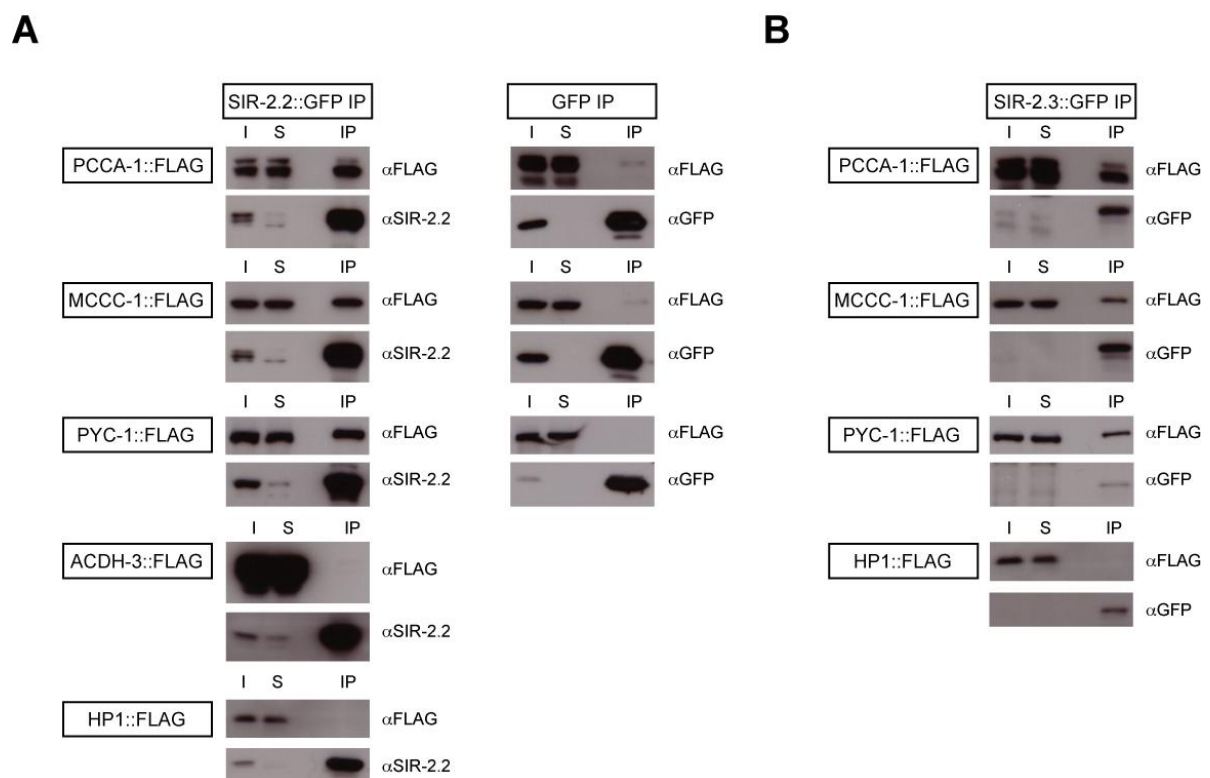 A
B
SIR-2.2::GFP IP
GFP IP
SIR-2.3::GFP IP
I S IP
I S IP
I S IP
PCCA-1::FLAG
αFLAG
αFLAG
PCCA-1::FLAG
αFLAG
αSIR-2.2
αGFP
αGFP
I S IP
I S IP
I S IP
MCCC-1::FLAG
αFLAG
αFLAG
MCCC-1::FLAG
αFLAG
αSIR-2.2
αGFP
αGFP
I S IP
I S IP
I S IP
PYC-1::FLAG
αFLAG
αFLAG
PYC-1::FLAG
αFLAG
αSIR-2.2
αGFP
αGFP
I S IP
I S IP
ACDH-3::FLAG
αFLAG
HP1::FLAG
αFLAG
αSIR-2.2
αGFP
I S IP
HP1::FLAG
αFLAG
αSIR-2.2